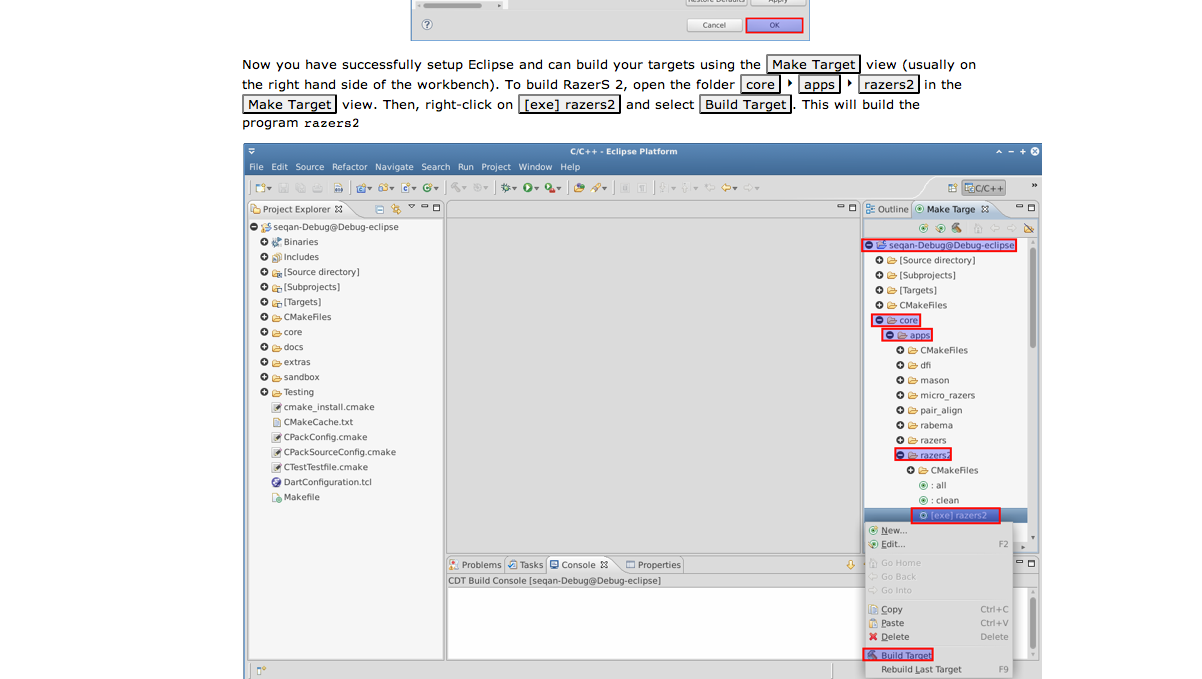 Restore Defaults Apply
Cancel OK
Now you have successfully setup Eclipse and can build your targets using the Make Target view (usually on
the right hand side of the workbench). To build RazerS 2, open the folder core apps razers2 in the
Make Target view. Then, right-click on [exe] razers2 and select Build Target. This will build the
program razers2
C/C++ - Eclipse Platform
File Edit Source Refactor Navigate Search Run Project Window Help
C/C++ »
Project Explorer
seqan-Debug@Debug-eclipse
Binaries
Includes
[Source directory]
[Subprojects]
[Targets]
CMakeFiles
core
docs
extras
sandbox
Testing
cmake_install.cmake
CMakeCache.txt
CPackConfig.cmake
CPackSourceConfig.cmake
CTestTestfile.cmake
DartConfiguration.tcl
Makefile
Outline Make Targe
seqan-Debug@Debug-eclipse
[Source directory]
[Subprojects]
[Targets]
CMakeFiles
core
apps
CMakeFiles
dfi
mason
micro_razers
pair_align
rabema
razers
razers2
CMakeFiles
: all
: clean
[exe] razers2
New...
Edit... F2
Go Home
Go Back
Go Into
Copy Ctrl+C
Paste Ctrl+V
Delete Delete
Build Target
Rebuild Last Target F9
Problems Tasks Console Properties
CDT Build Console [seqan-Debug@Debug-eclipse]